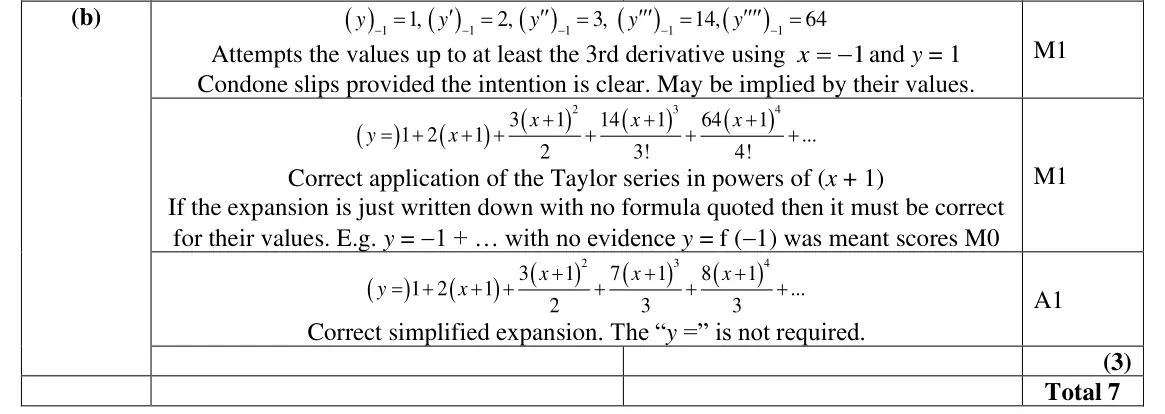 (b) (y)₋₁ = 1, (y′)₋₁ = 2, (y″)₋₁ = 3, (y‴)₋₁ = 14, (y⁗)₋₁ = 64
Attempts the values up to at least the 3rd derivative using x = –1 and y = 1
Condone slips provided the intention is clear. May be implied by their values.
M1
(y =)1 + 2(x+1) + 3(x+1)²/2 + 14(x+1)³/3! + 64(x+1)⁴/4! + ...
Correct application of the Taylor series in powers of (x + 1)
If the expansion is just written down with no formula quoted then it must be correct
for their values. E.g. y = –1 + … with no evidence y = f (–1) was meant scores M0
M1
(y =)1 + 2(x+1) + 3(x+1)²/2 + 7(x+1)³/3 + 8(x+1)⁴/3 + ...
Correct simplified expansion. The “y =” is not required.
A1
(3)
Total 7